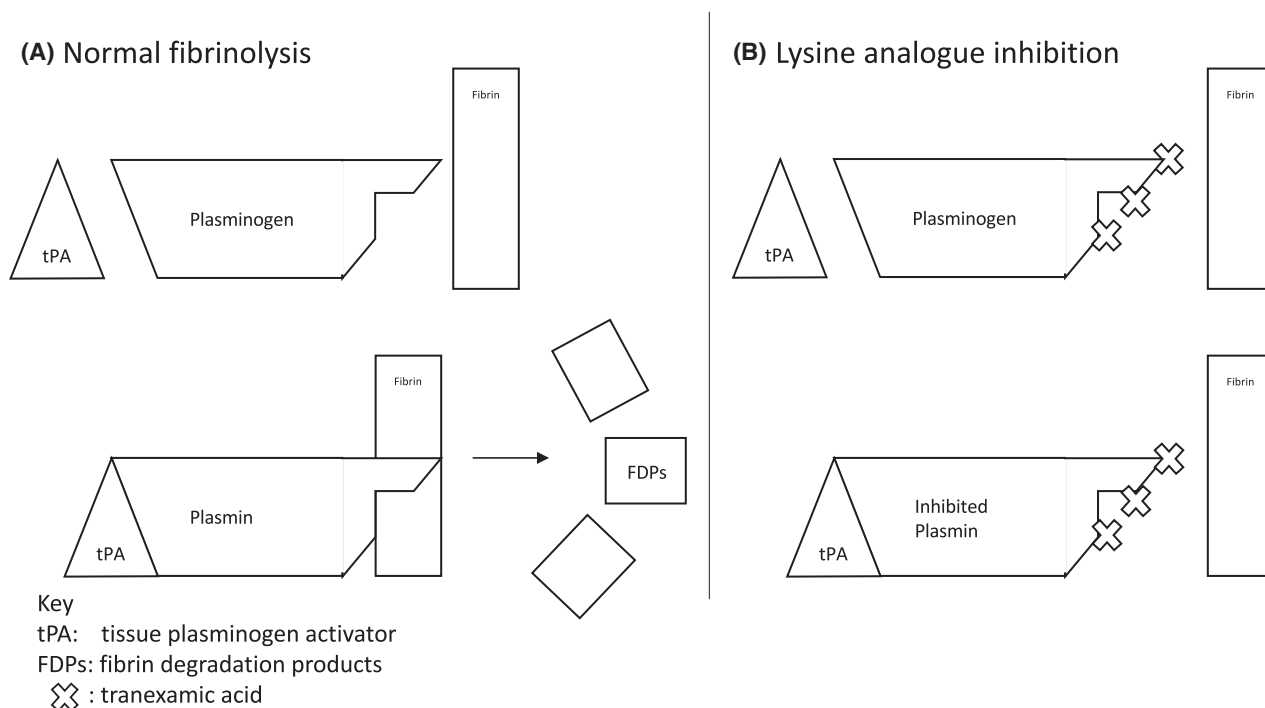 (A) Normal fibrinolysis
Fibrin
Plasminogen
tPA
Fibrin
FDPs
Plasmin
tPA
Key
tPA: tissue plasminogen activator
FDPs: fibrin degradation products
: tranexamic acid
(B) Lysine analogue inhibition
Fibrin
Plasminogen
tPA
Fibrin
Inhibited
Plasmin
tPA